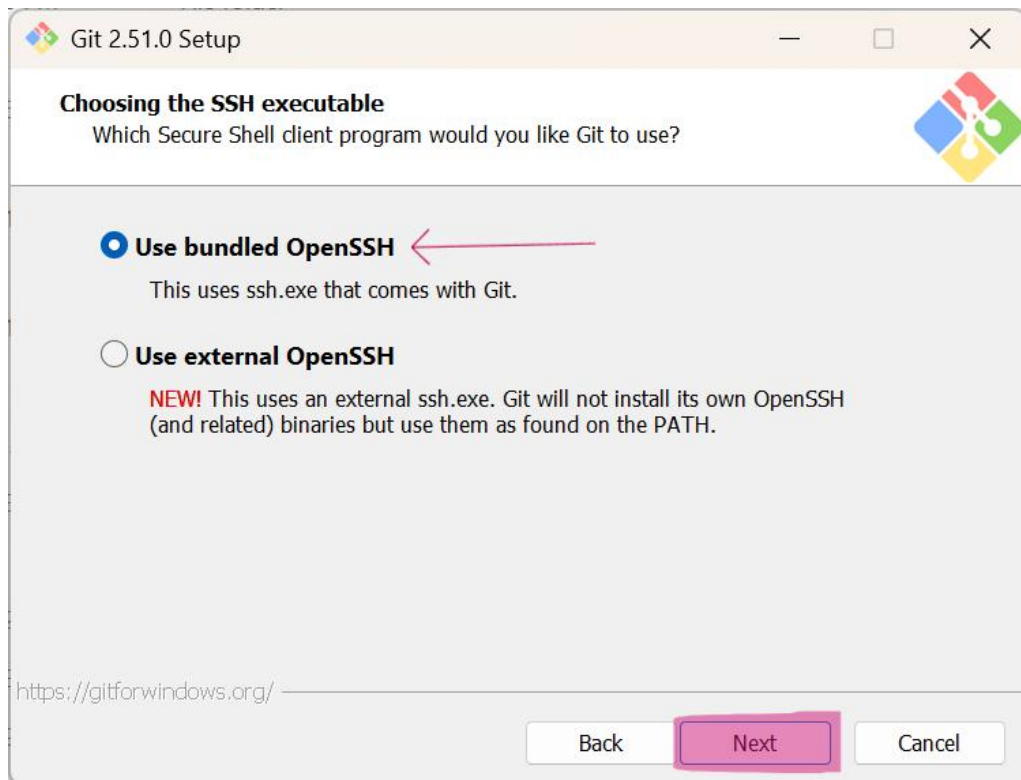 Git 2.51.0 Setup
Choosing the SSH executable
Which Secure Shell client program would you like Git to use?
Use bundled OpenSSH
This uses ssh.exe that comes with Git.
Use external OpenSSH
NEW! This uses an external ssh.exe. Git will not install its own OpenSSH
(and related) binaries but use them as found on the PATH.
https://gitforwindows.org/
Back Next Cancel